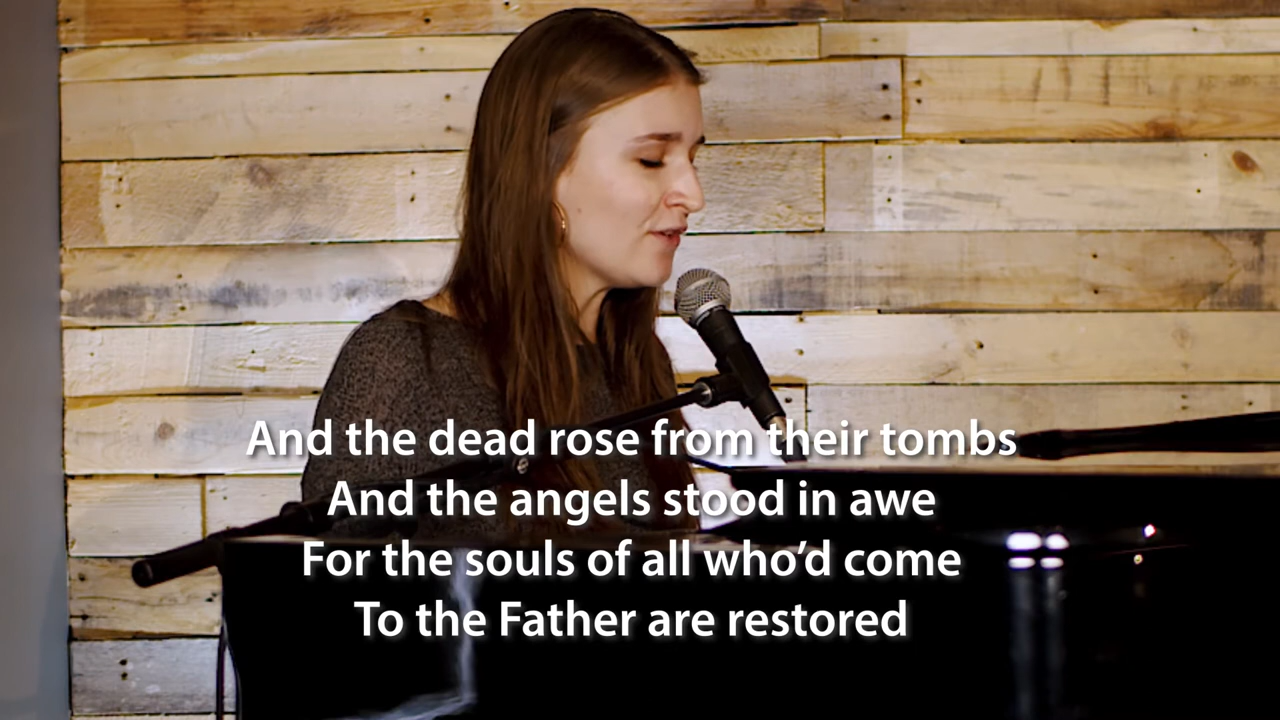 And the dead rose from their tombs
And the angels stood in awe
For the souls of all who’d come
To the Father are restored